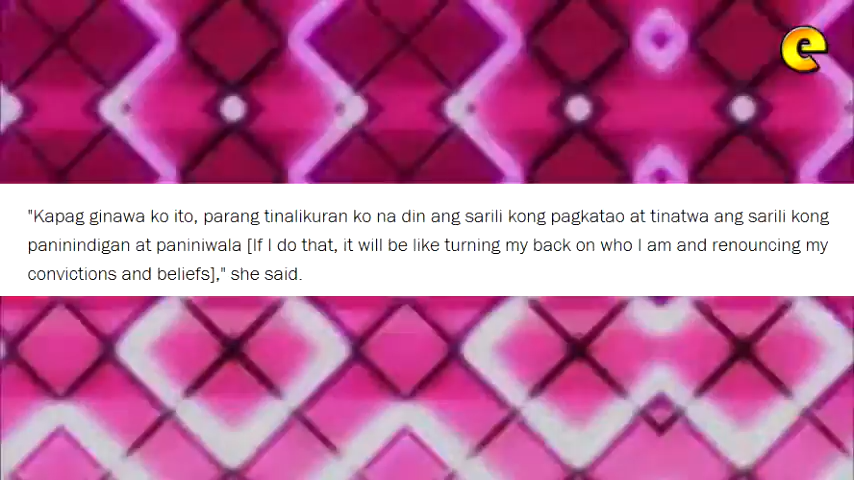 e
"Kapag ginawa ko ito, parang tinalikuran ko na din ang sarili kong pagkatao at tinatwa ang sarili kong
paninindigan at paniniwala [If I do that, it will be like turning my back on who I am and renouncing my
convictions and beliefs]," she said.